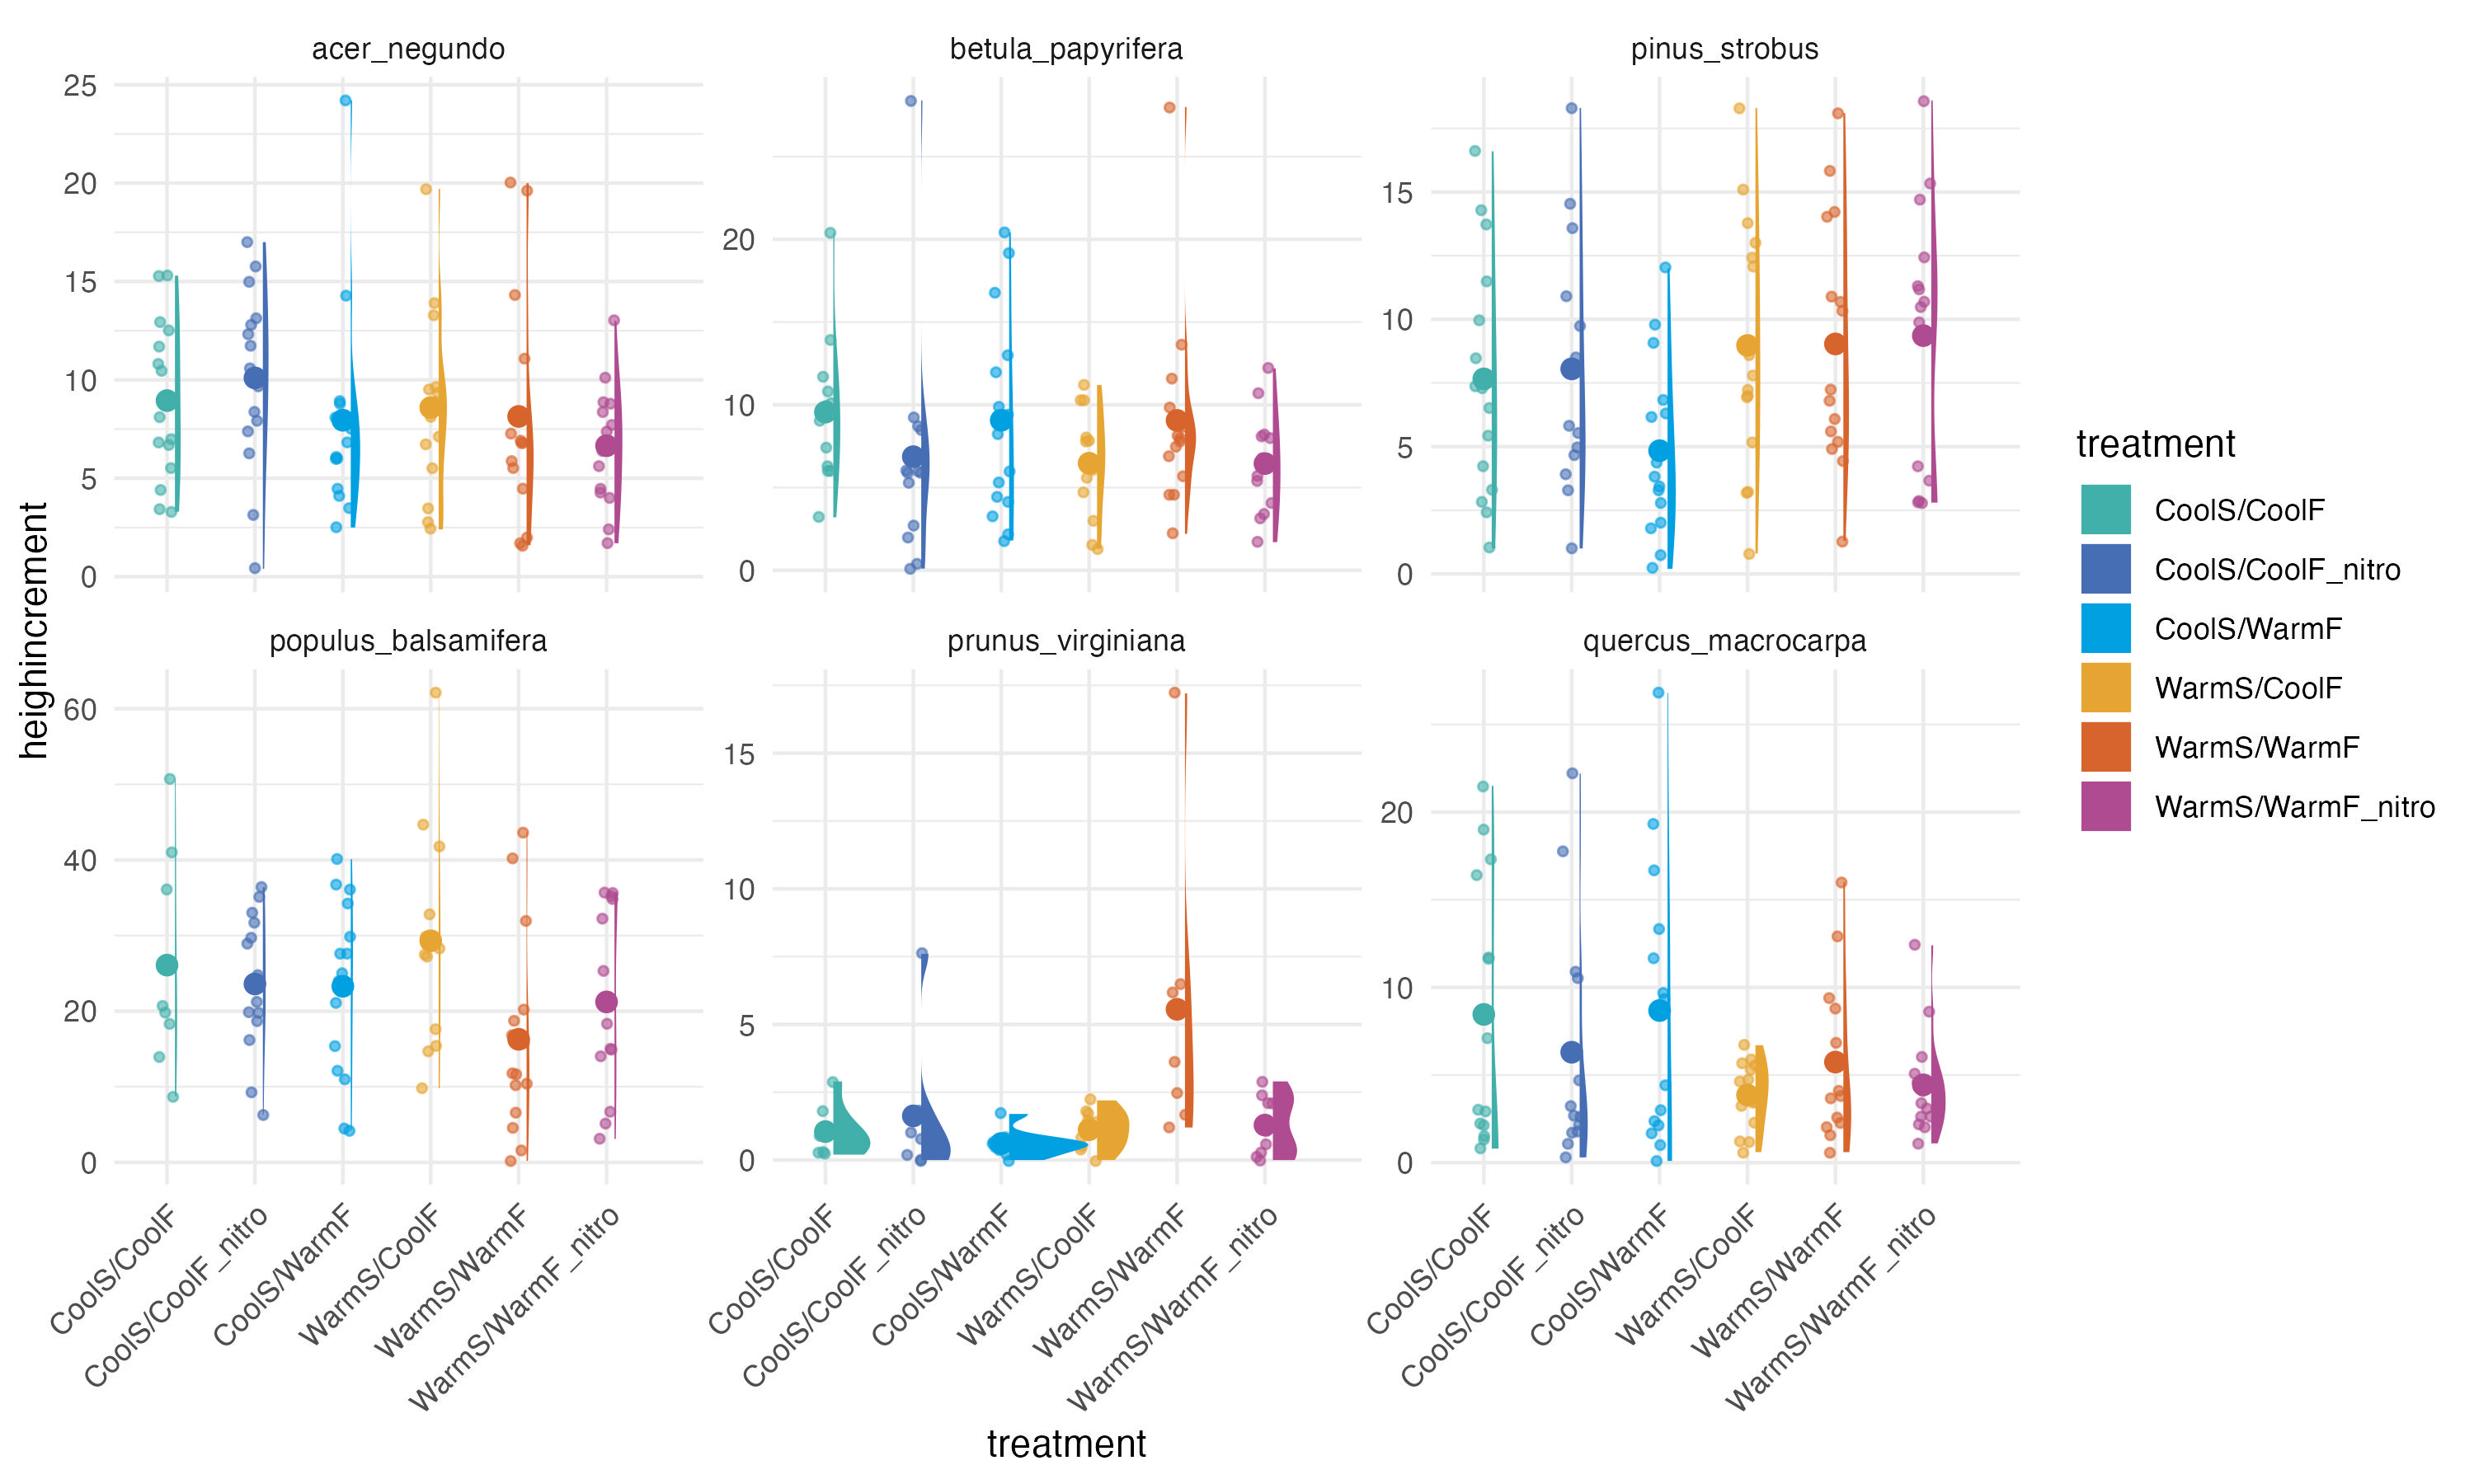 acer_negundo
betula_papyrifera
pinus_strobus
25
20
15
10
5
0
20
10
0
15
10
5
0
heighincrement
populus_balsamifera
prunus_virginiana
quercus_macrocarpa
60
40
20
0
15
10
5
0
20
10
0
CoolS/CoolF
CoolS/CoolF_nitro
CoolS/WarmF
WarmS/CoolF
WarmS/WarmF
WarmS/WarmF_nitro
CoolS/CoolF
CoolS/CoolF_nitro
CoolS/WarmF
WarmS/CoolF
WarmS/WarmF
WarmS/WarmF_nitro
CoolS/CoolF
CoolS/CoolF_nitro
CoolS/WarmF
WarmS/CoolF
WarmS/WarmF
WarmS/WarmF_nitro
treatment
treatment
CoolS/CoolF
CoolS/CoolF_nitro
CoolS/WarmF
WarmS/CoolF
WarmS/WarmF
WarmS/WarmF_nitro